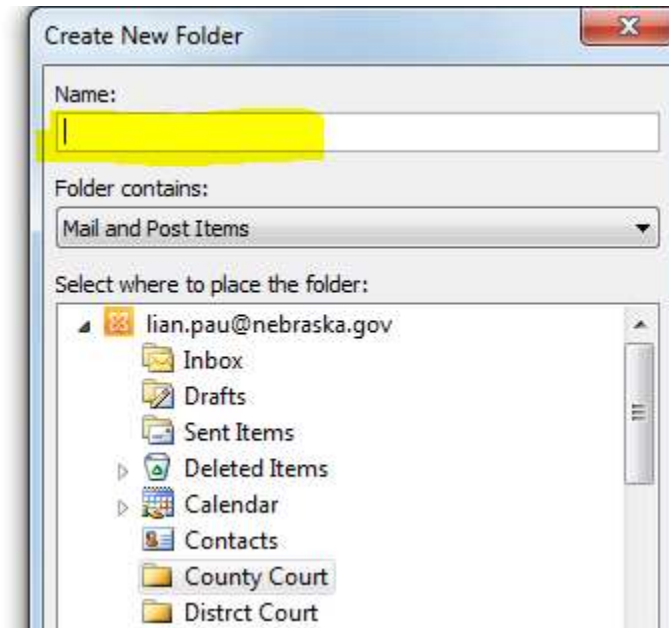 Create New Folder
Name:
Folder contains:
Mail and Post Items
Select where to place the folder:
lian.pau@nebraska.gov
Inbox
Drafts
Sent Items
Deleted Items
Calendar
Contacts
County Court
Distrct Court